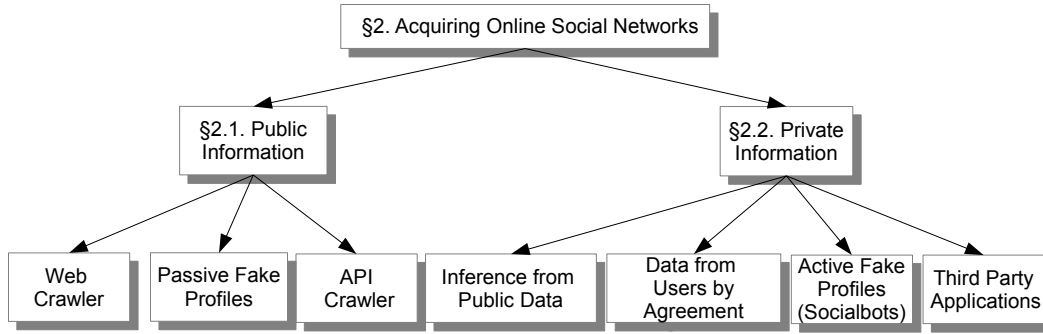 §2. Acquiring Online Social Networks
§2.1. Public
Information
§2.2. Private
Information
Web
Crawler
Passive Fake
Profiles
API
Crawler
Inference from
Public Data
Data from
Users by
Agreement
Active Fake
Profiles
(Socialbots)
Third Party
Applications